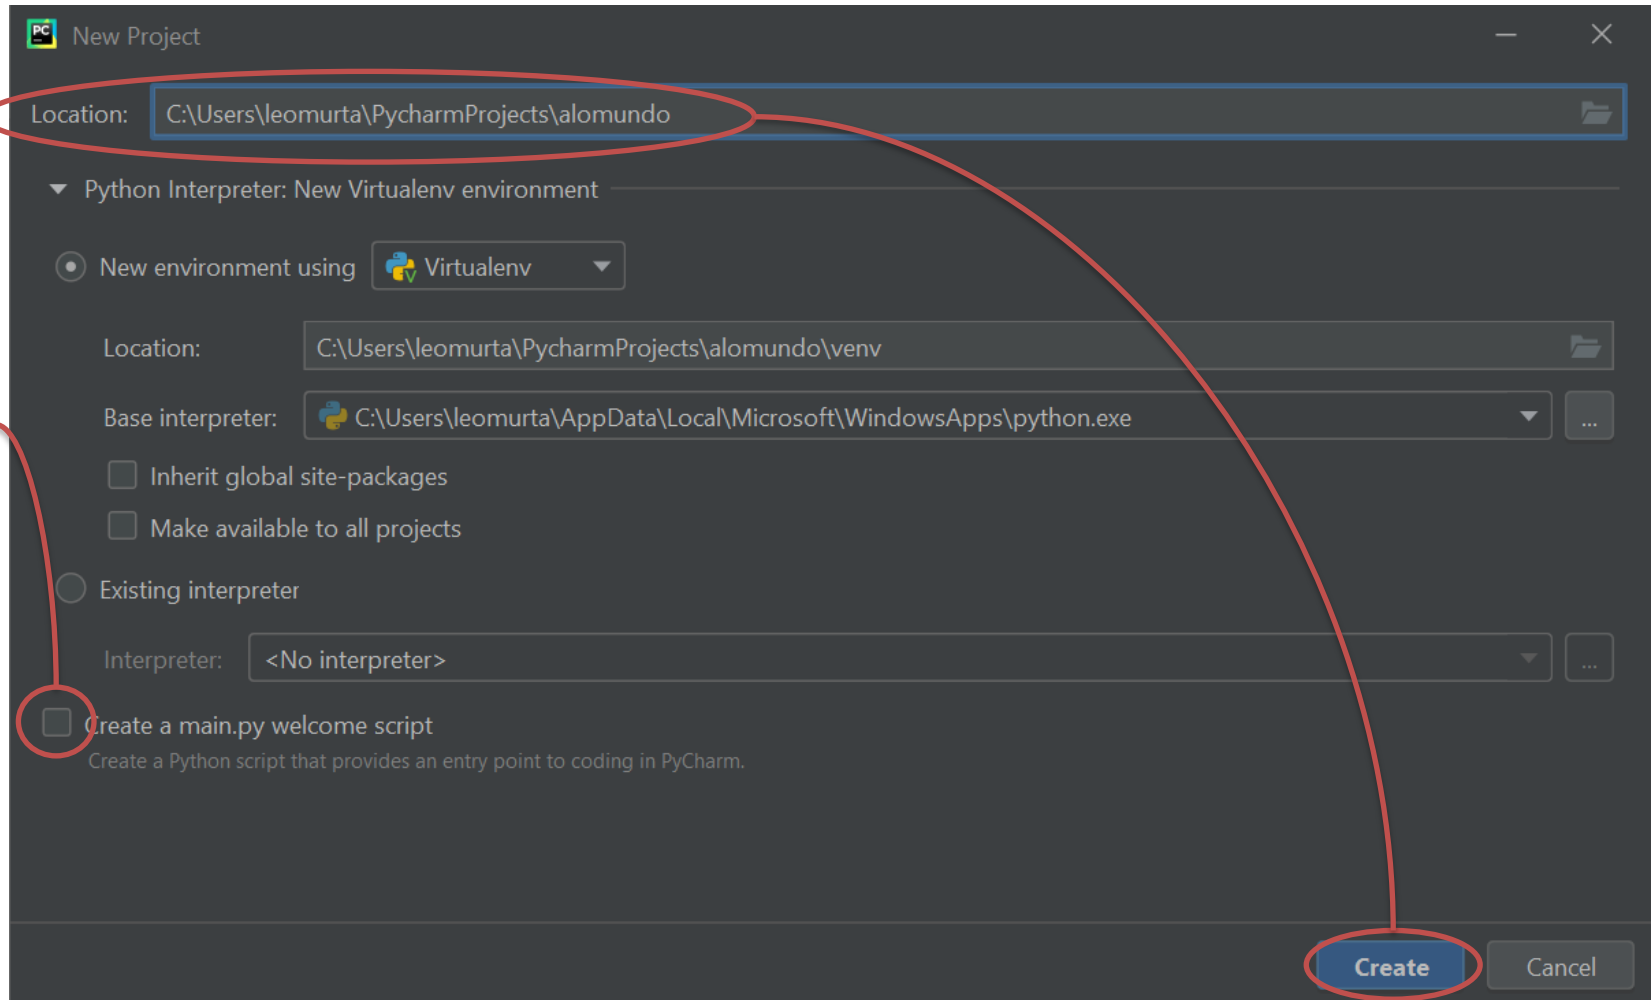 PC New Project
Location: C:\Users\leomurta\PycharmProjects\alomundo
Python Interpreter: New Virtualenv environment
New environment using Virtualenv
Location: C:\Users\leomurta\PycharmProjects\alomundo\venv
Base interpreter: C:\Users\leomurta\AppData\Local\Microsoft\WindowsApps\python.exe ...
Inherit global site-packages
Make available to all projects
Existing interpreter
Interpreter: <No interpreter> ...
Create a main.py welcome script
Create a Python script that provides an entry point to coding in PyCharm.
Create Cancel